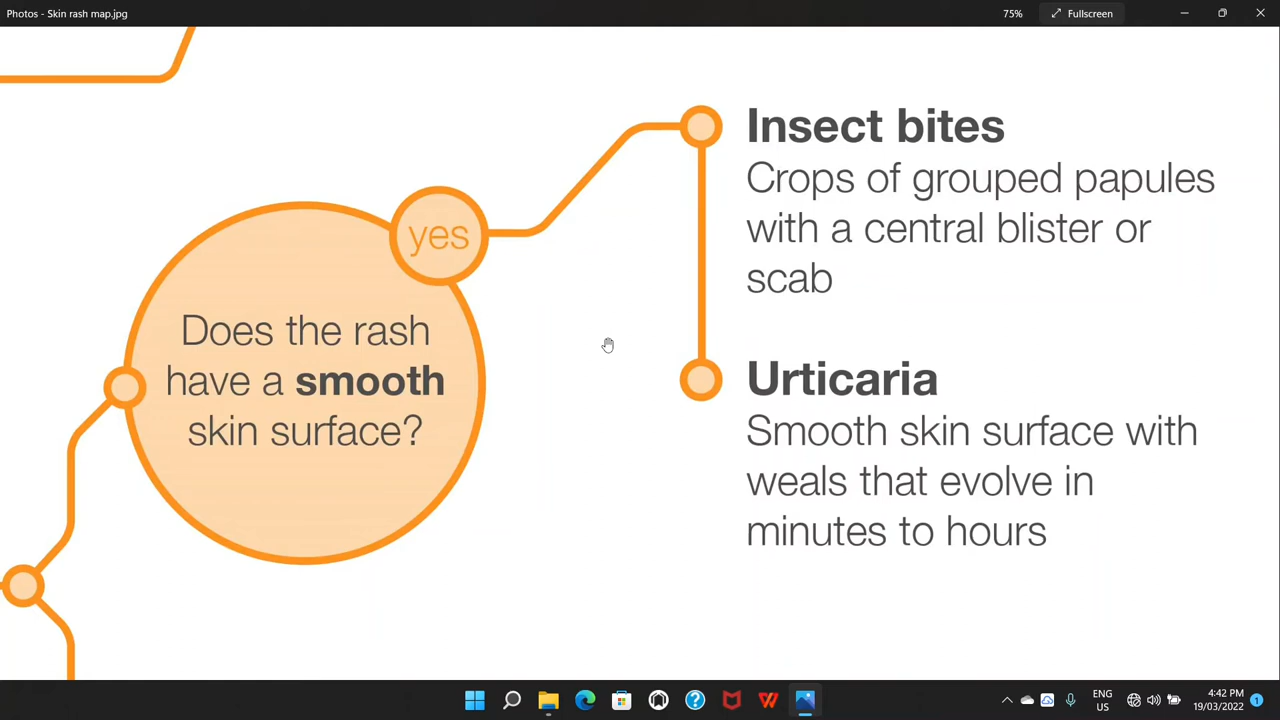 Photos - Skin rash map.jpg
75%
Fullscreen
yes
Does the rash
have a smooth
skin surface?
Insect bites
Crops of grouped papules
with a central blister or
scab
Urticaria
Smooth skin surface with
weals that evolve in
minutes to hours
ENG
US
4:42 PM
19/03/2022
1